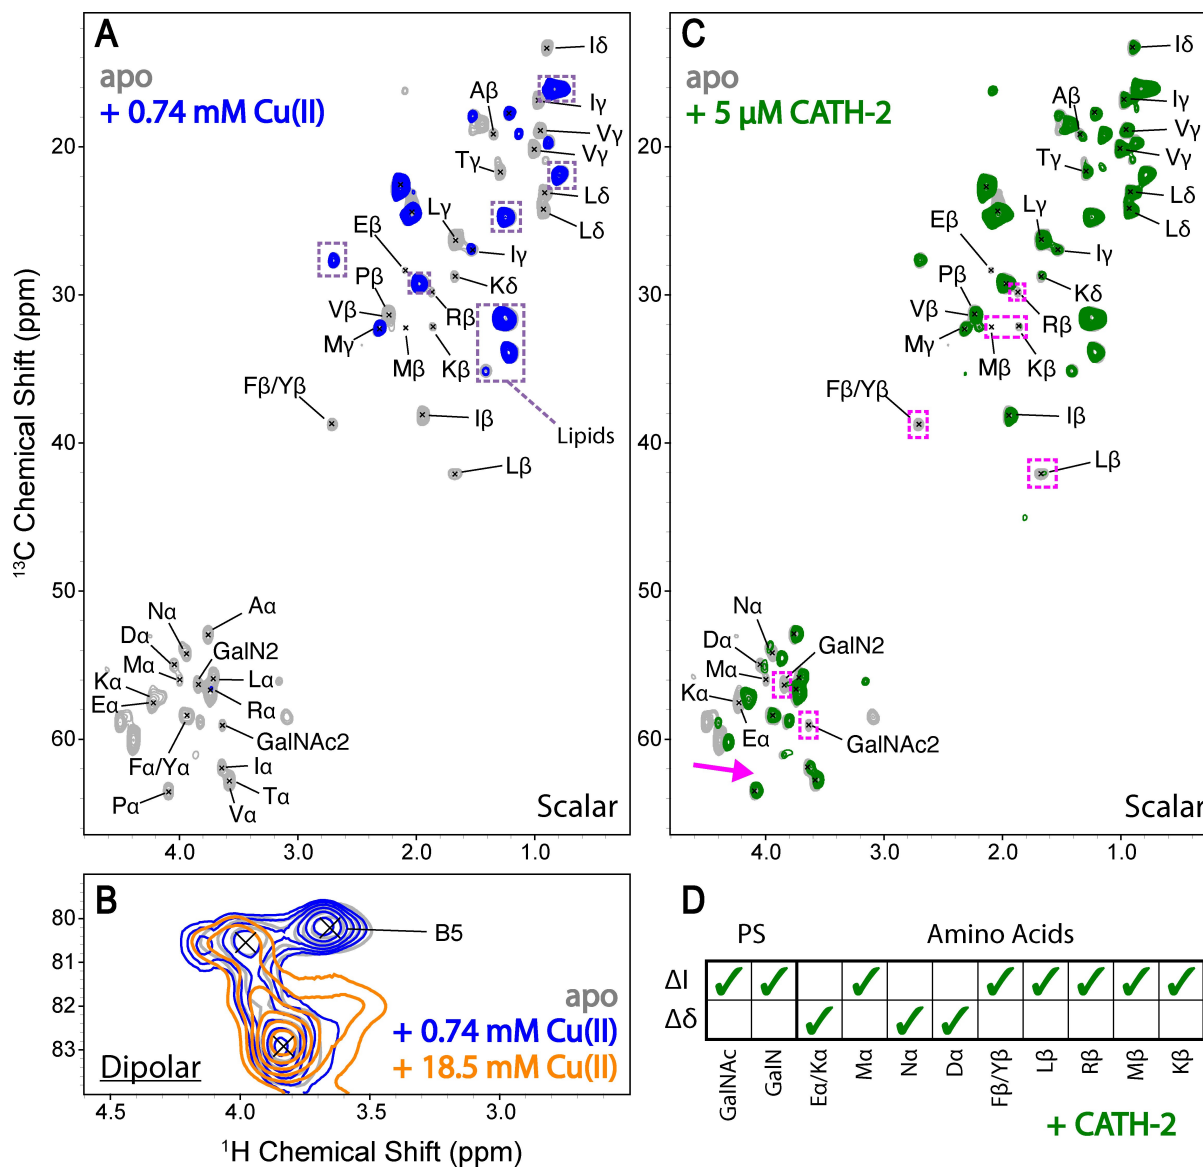 A
apo
+ 0.74 mM Cu(II)
Iδ
Aβ
Iγ
Vγ
Tγ
Vγ
Lδ
Lγ
Lδ
Eβ
Iγ
Pβ
Kδ
Vβ
Rβ
Mγ
Mβ
Kβ
Fβ/Yβ
Iβ
Lipids
Lβ
Nα
Aα
Dα
GalN2
Mα
Kα
Lα
Eα
Rα
GalNAc2
Fα/Yα
Iα
Pα
Tα
Vα
Scalar
20
30
40
50
60
4.0
3.0
2.0
1.0
¹³C Chemical Shift (ppm)
C
apo
+ 5 µM CATH-2
Iδ
Aβ
Iγ
Vγ
Tγ
Vγ
Lδ
Lγ
Lδ
Eβ
Iγ
Pβ
Kδ
Vβ
Rβ
Mγ
Mβ
Kβ
Fβ/Yβ
Iβ
Lβ
Nα
Dα
GalN2
Mα
Kα
Eα
GalNAc2
Scalar
4.0
3.0
2.0
1.0
B
80
81
82
83
B5
apo
+ 0.74 mM Cu(II)
+ 18.5 mM Cu(II)
Dipolar
4.5
4.0
3.5
3.0
¹H Chemical Shift (ppm)
D
PS
Amino Acids
ΔI
✓ ✓ ✓ ✓ ✓ ✓ ✓ ✓
Δδ
✓ ✓ ✓
GalNAc
GalN
Eα/Kα
Mα
Nα
Dα
Fβ/Yβ
Lβ
Rβ
Mβ
Kβ
+ CATH-2